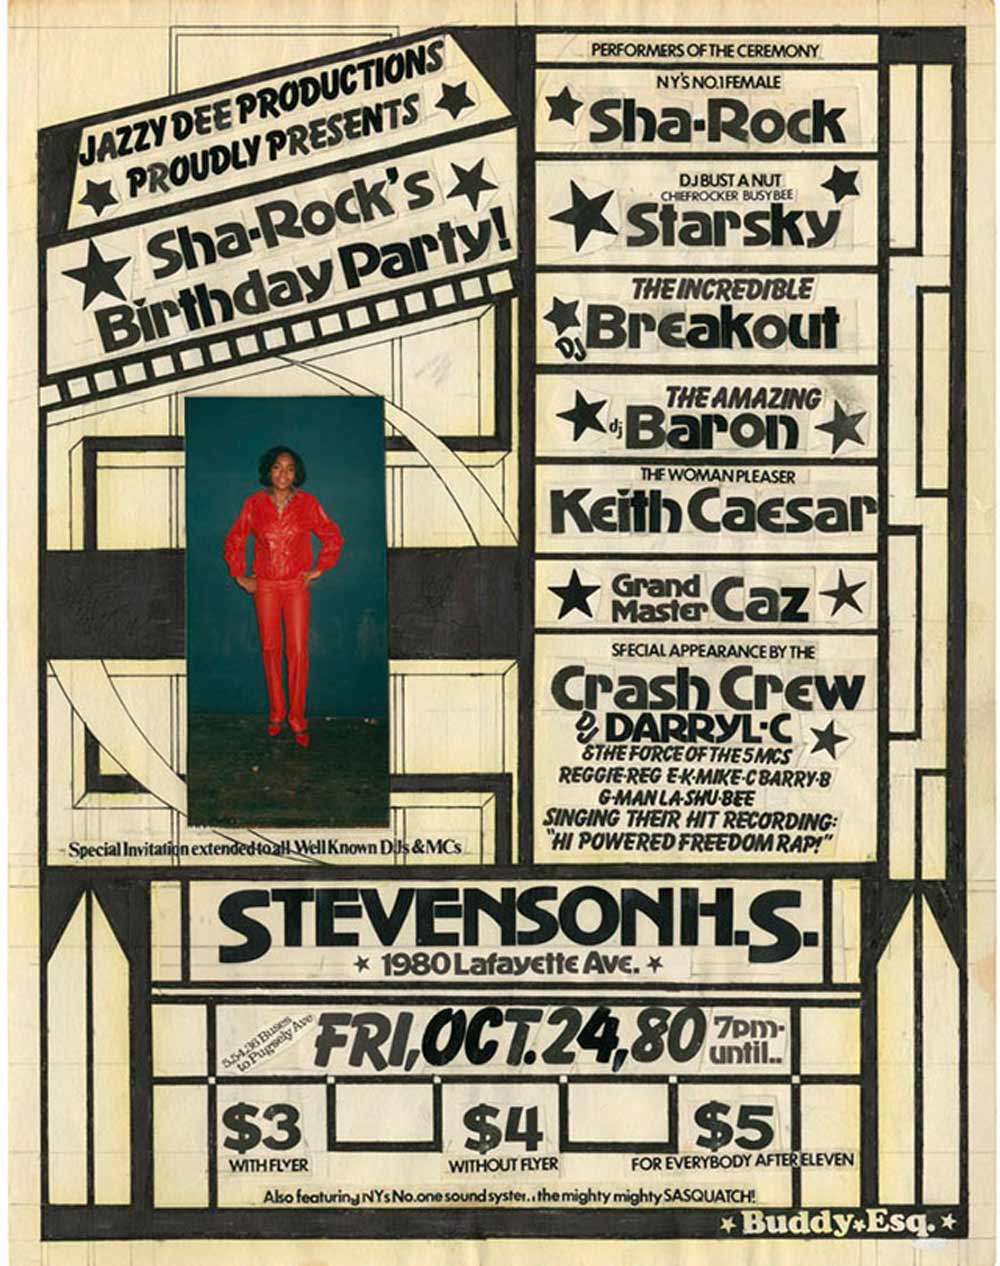 JAZZY DEE PRODUCTIONS
PROUDLY PRESENTS
Sha-Rock's
Birthday Party!
Special Invitation extended to all Well Known DJs & MCs
PERFORMERS OF THE CEREMONY
NY'S NO.1 FEMALE
Sha-Rock
DJ BUST A NUT
CHIEFROCKER BUSY BEE
Starsky
THE INCREDIBLE
DJ Breakout
THE AMAZING
dj Baron
THE WOMAN PLEASER
Keith Caesar
Grand
Master Caz
SPECIAL APPEARANCE BY THE
Crash Crew
& DARRYL-C
& THE FORCE OF THE 5 MCS
REGGIE-REG E-K-MIKE-C BARRY-B
G-MAN LA-SHU-BEE
SINGING THEIR HIT RECORDING:
"HI POWERED FREEDOM RAP!"
STEVENSON H.S.
1980 Lafayette Ave.
5,54,36 Buses
to Pugsely Ave
FRI, OCT. 24, 80
7pm-
until..
$3
WITH FLYER
$4
WITHOUT FLYER
$5
FOR EVERYBODY AFTER ELEVEN
Also featuring NYs No.one sound syster.. the mighty mighty SASQUATCH!
Buddy Esq.